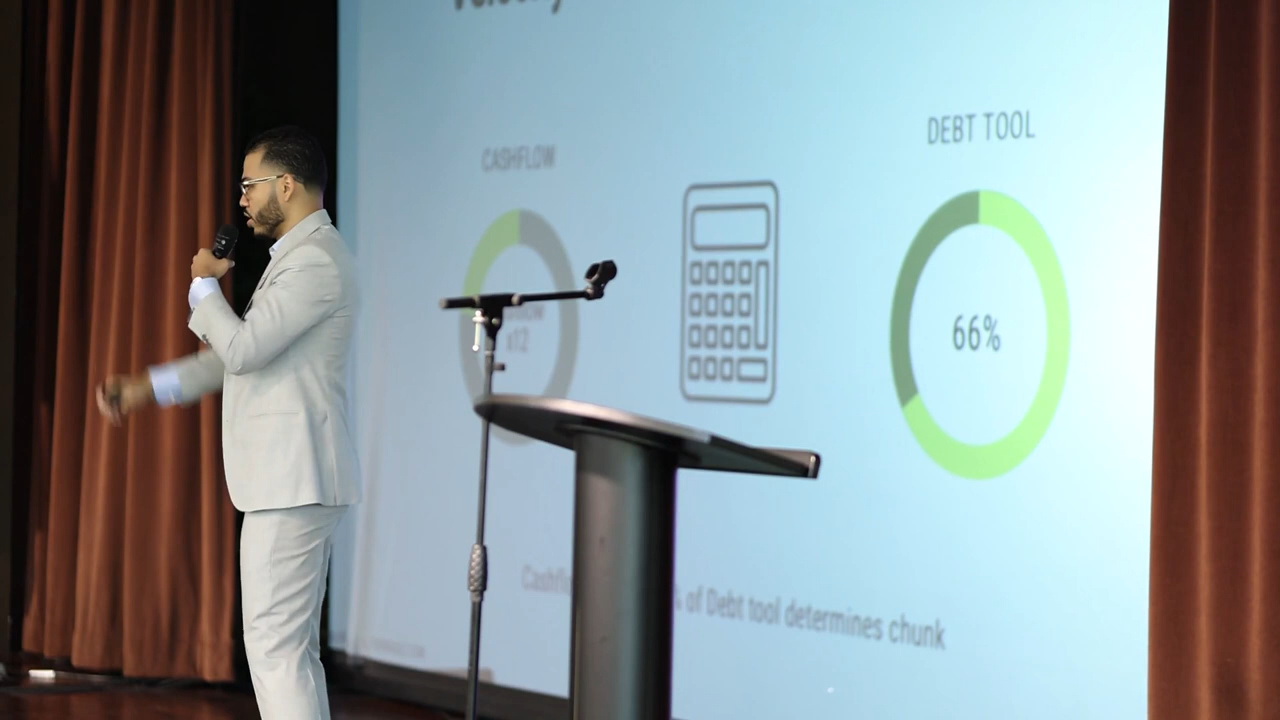 CASHFLOW
DEBT TOOL
x12
66%
of Debt tool determines chunk